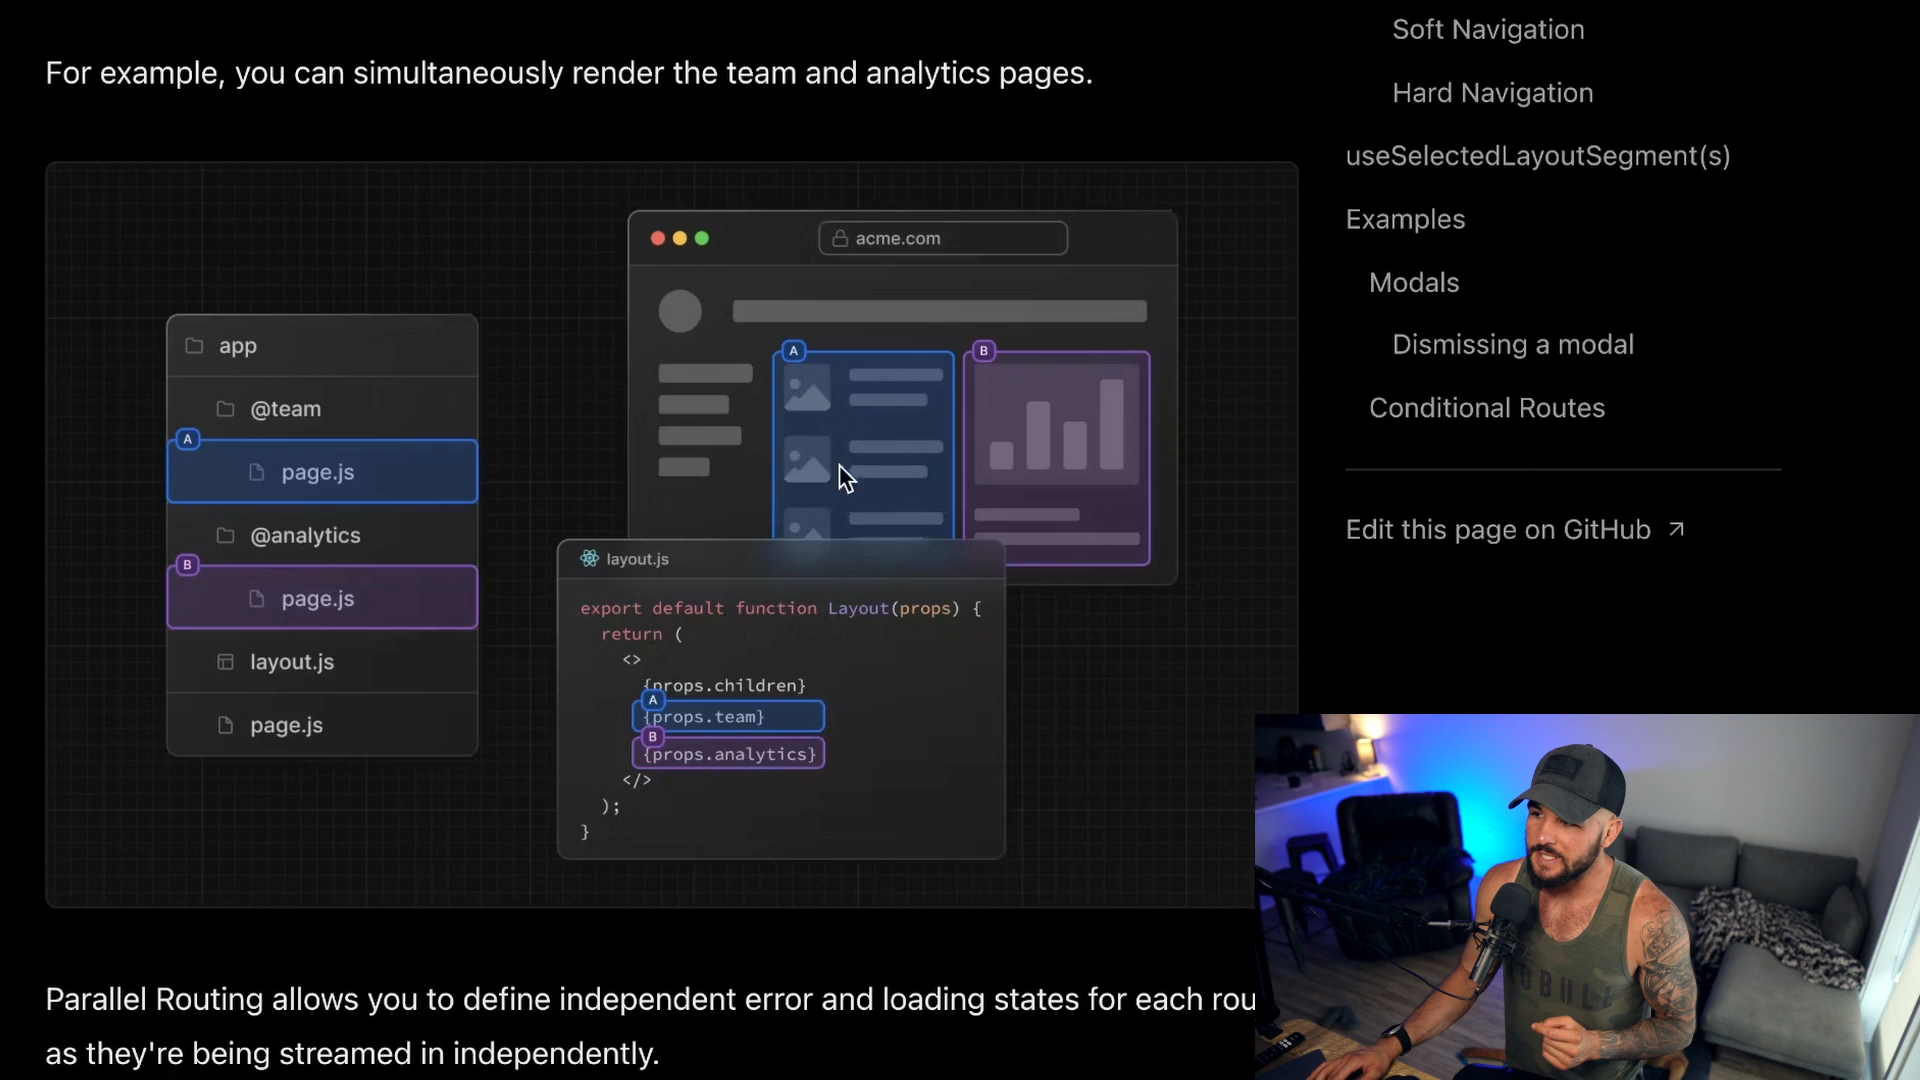 For example, you can simultaneously render the team and analytics pages.
Soft Navigation
Hard Navigation
useSelectedLayoutSegment(s)
Examples
Modals
Dismissing a modal
Conditional Routes
Edit this page on GitHub
app
@team
A
page.js
@analytics
B
page.js
layout.js
page.js
acme.com
A
B
layout.js
export default function Layout(props) {
return (
<>
{props.children}
A
{props.team}
B
{props.analytics}
</>
);
}
Parallel Routing allows you to define independent error and loading states for each rou
as they're being streamed in independently.